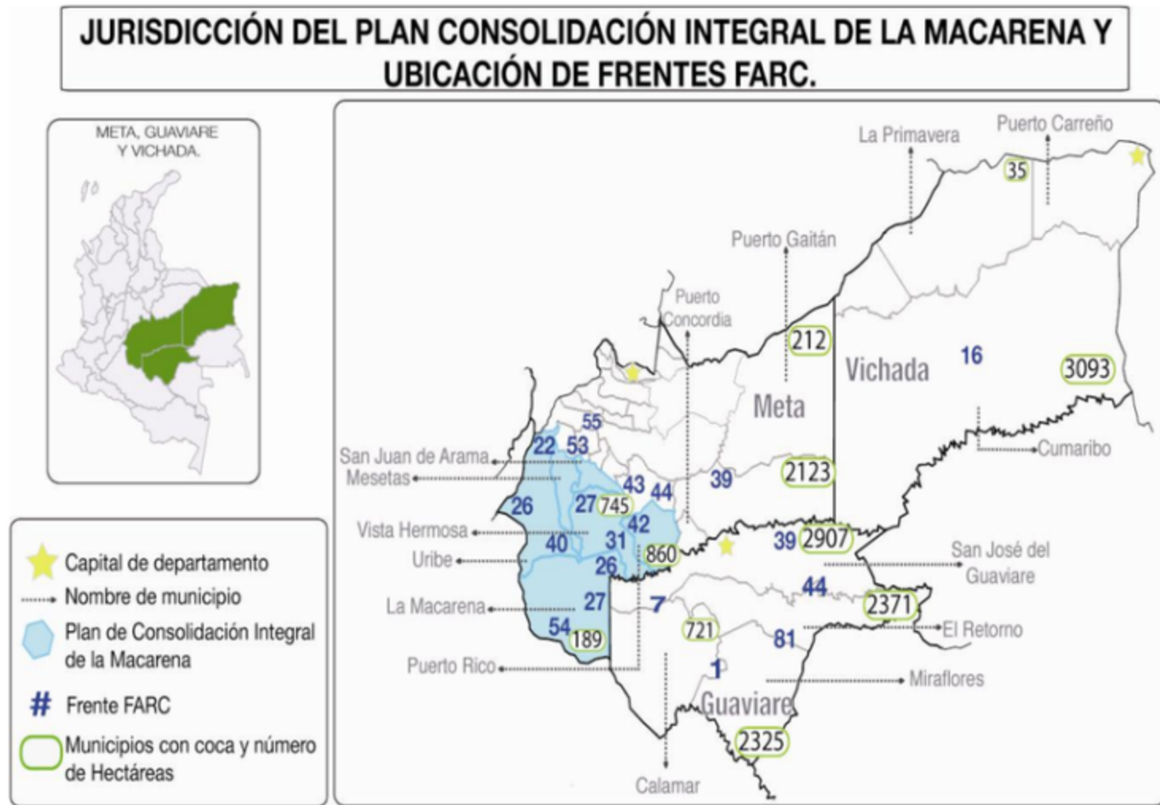 JURISDICCIÓN DEL PLAN CONSOLIDACIÓN INTEGRAL DE LA MACARENA Y
UBICACIÓN DE FRENTES FARC.
META, GUAVIARE
Y VICHADA.
Capital de departamento
Nombre de municipio
Plan de Consolidación Integral
de la Macarena
# Frente FARC
Municipios con coca y número
de Hectáreas
Puerto Carreño
La Primavera
35
Puerto Gaitán
Puerto
Concordia
212
Vichada
16
3093
Meta
55
22
53
Cumaribo
San Juan de Arama
Mesetas
43
44
39
2123
26
27
745
42
Vista Hermosa
40
31
860
39
2907
Uribe
26
San José del
Guaviare
La Macarena
27
7
44
2371
54
189
721
81
El Retorno
Puerto Rico
1
Miraflores
Guaviare
2325
Calamar